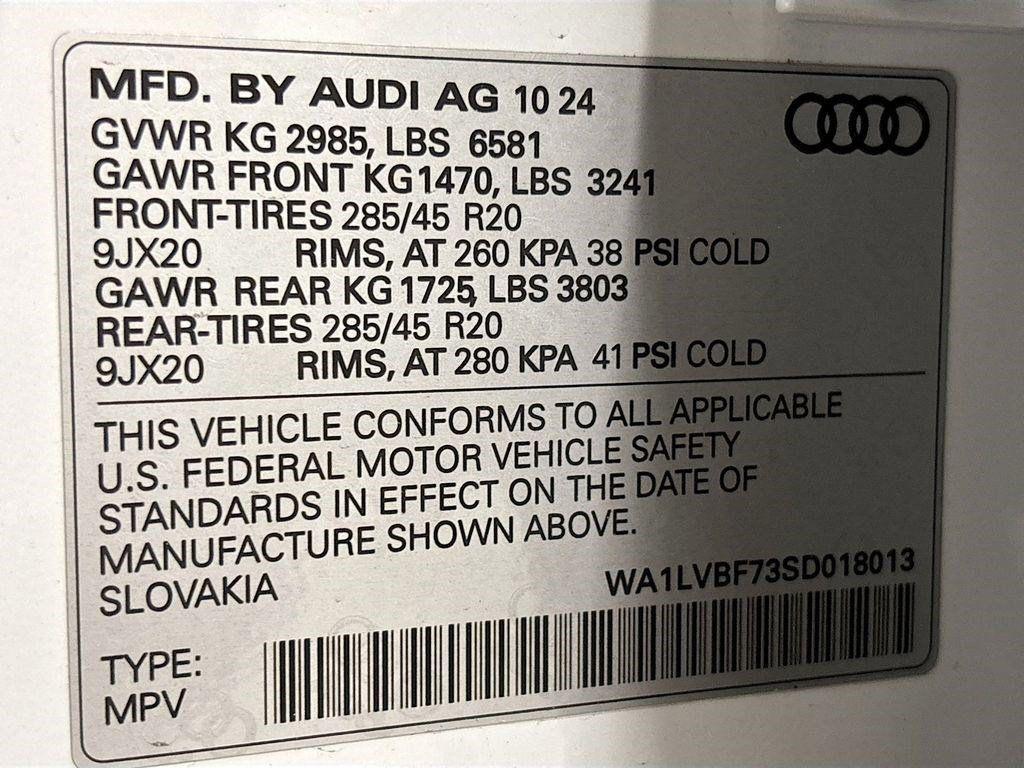 MFD. BY AUDI AG 10 24
GVWR KG 2985, LBS 6581
GAWR FRONT KG 1470, LBS 3241
FRONT-TIRES 285/45 R20
9JX20 RIMS, AT 260 KPA 38 PSI COLD
GAWR REAR KG 1725, LBS 3803
REAR-TIRES 285/45 R20
9JX20 RIMS, AT 280 KPA 41 PSI COLD
THIS VEHICLE CONFORMS TO ALL APPLICABLE
U.S. FEDERAL MOTOR VEHICLE SAFETY
STANDARDS IN EFFECT ON THE DATE OF
MANUFACTURE SHOWN ABOVE.
SLOVAKIA
WA1LVBF73SD018013
TYPE:
MPV